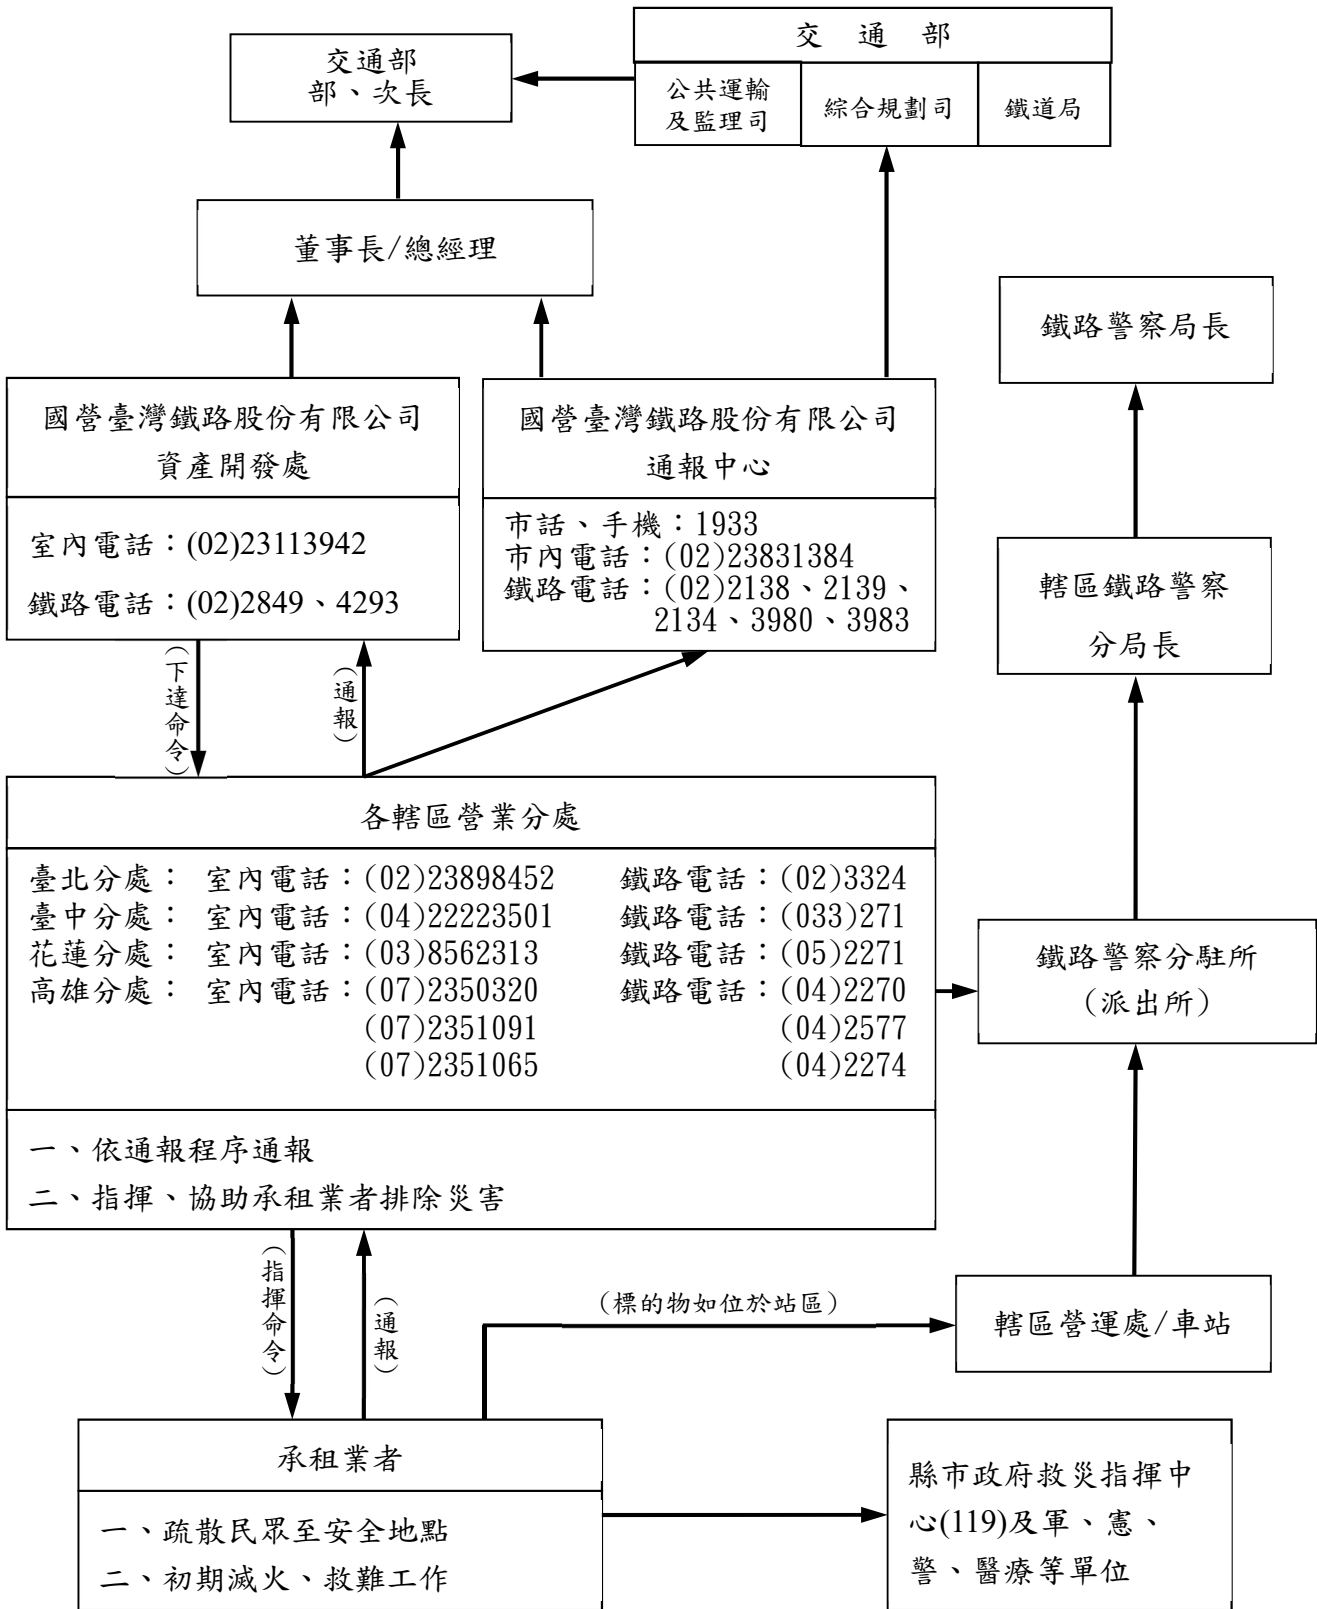 交通部
交通部
部、次長
公共運輸
及監理司
綜合規劃司
鐵道局
董事長/總經理
鐵路警察局長
國營臺灣鐵路股份有限公司
資產開發處
室內電話：(02)23113942
鐵路電話：(02)2849、4293
國營臺灣鐵路股份有限公司
通報中心
市話、手機：1933
市內電話：(02)23831384
鐵路電話：(02)2138、2139、
2134、3980、3983
轄區鐵路警察
分局長
（下達命令）
（通報）
各轄區營業分處
臺北分處： 室內電話：(02)23898452 鐵路電話：(02)3324
臺中分處： 室內電話：(04)22223501 鐵路電話：(033)271
花蓮分處： 室內電話：(03)8562313 鐵路電話：(05)2271
高雄分處： 室內電話：(07)2350320 鐵路電話：(04)2270
(07)2351091 (04)2577
(07)2351065 (04)2274
一、依通報程序通報
二、指揮、協助承租業者排除災害
鐵路警察分駐所
（派出所）
（指揮命令）
（通報）
（標的物如位於站區）
轄區營運處/車站
承租業者
一、疏散民眾至安全地點
二、初期滅火、救難工作
縣市政府救災指揮中
心(119)及軍、憲、
警、醫療等單位